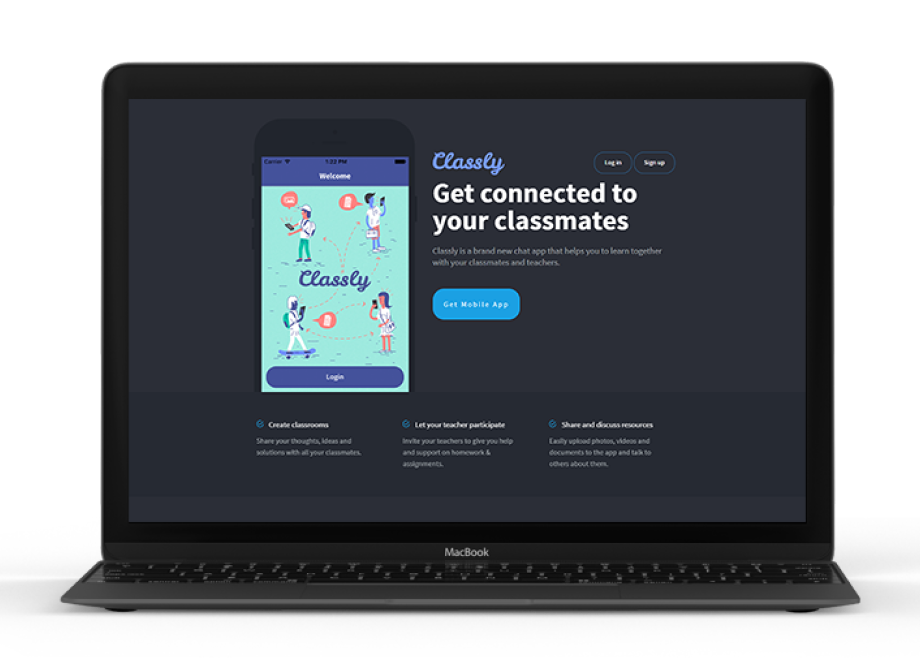 Carrier 1:22 PM
Welcome
Classly
Login
Classly
Log in Sign up
Get connected to
your classmates
Classly is a brand new chat app that helps you to learn together
with your classmates and teachers.
Get Mobile App
Create classrooms
Share your thoughts, ideas and
solutions with all your classmates.
Let your teacher participate
Invite your teachers to give you help
and support on homework &
assignments.
Share and discuss resources
Easily upload photos, videos and
documents to the app and talk to
others about them.
MacBook